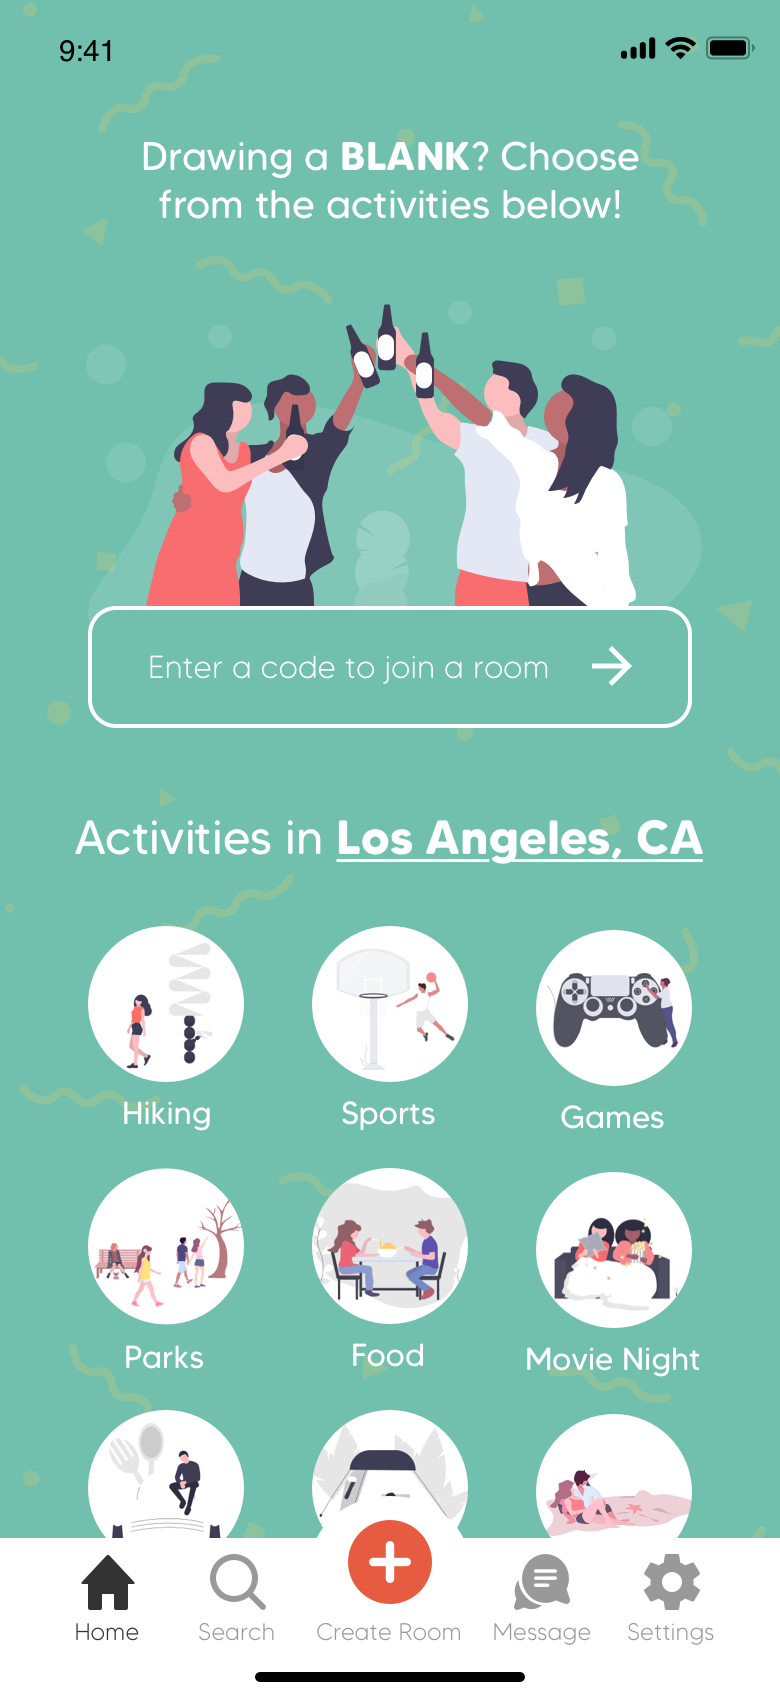 9:41
Drawing a BLANK? Choose
from the activities below!
Enter a code to join a room
Activities in Los Angeles, CA
Hiking
Sports
Games
Parks
Food
Movie Night
Home
Search
Create Room
Message
Settings